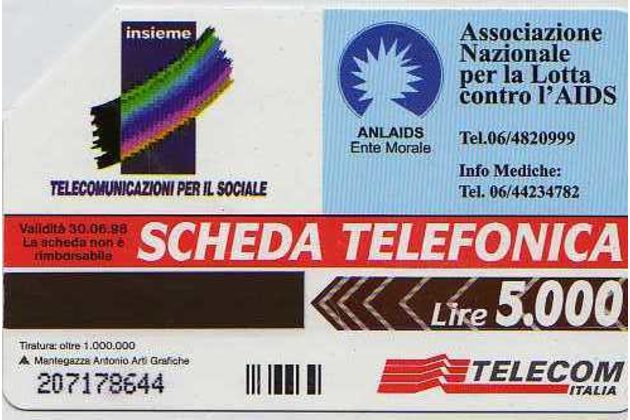 insieme
TELECOMUNICAZIONI PER IL SOCIALE
ANLAIDS
Ente Morale
Associazione
Nazionale
per la Lotta
contro l'AIDS
Tel.06/4820999
Info Mediche:
Tel. 06/44234782
Validità 30.06.98
La scheda non è
rimborsabile
SCHEDA TELEFONICA
Lire 5.000
Tiratura: oltre 1.000.000
Mantegazza Antonio Arti Grafiche
207178644
TELECOM
ITALIA